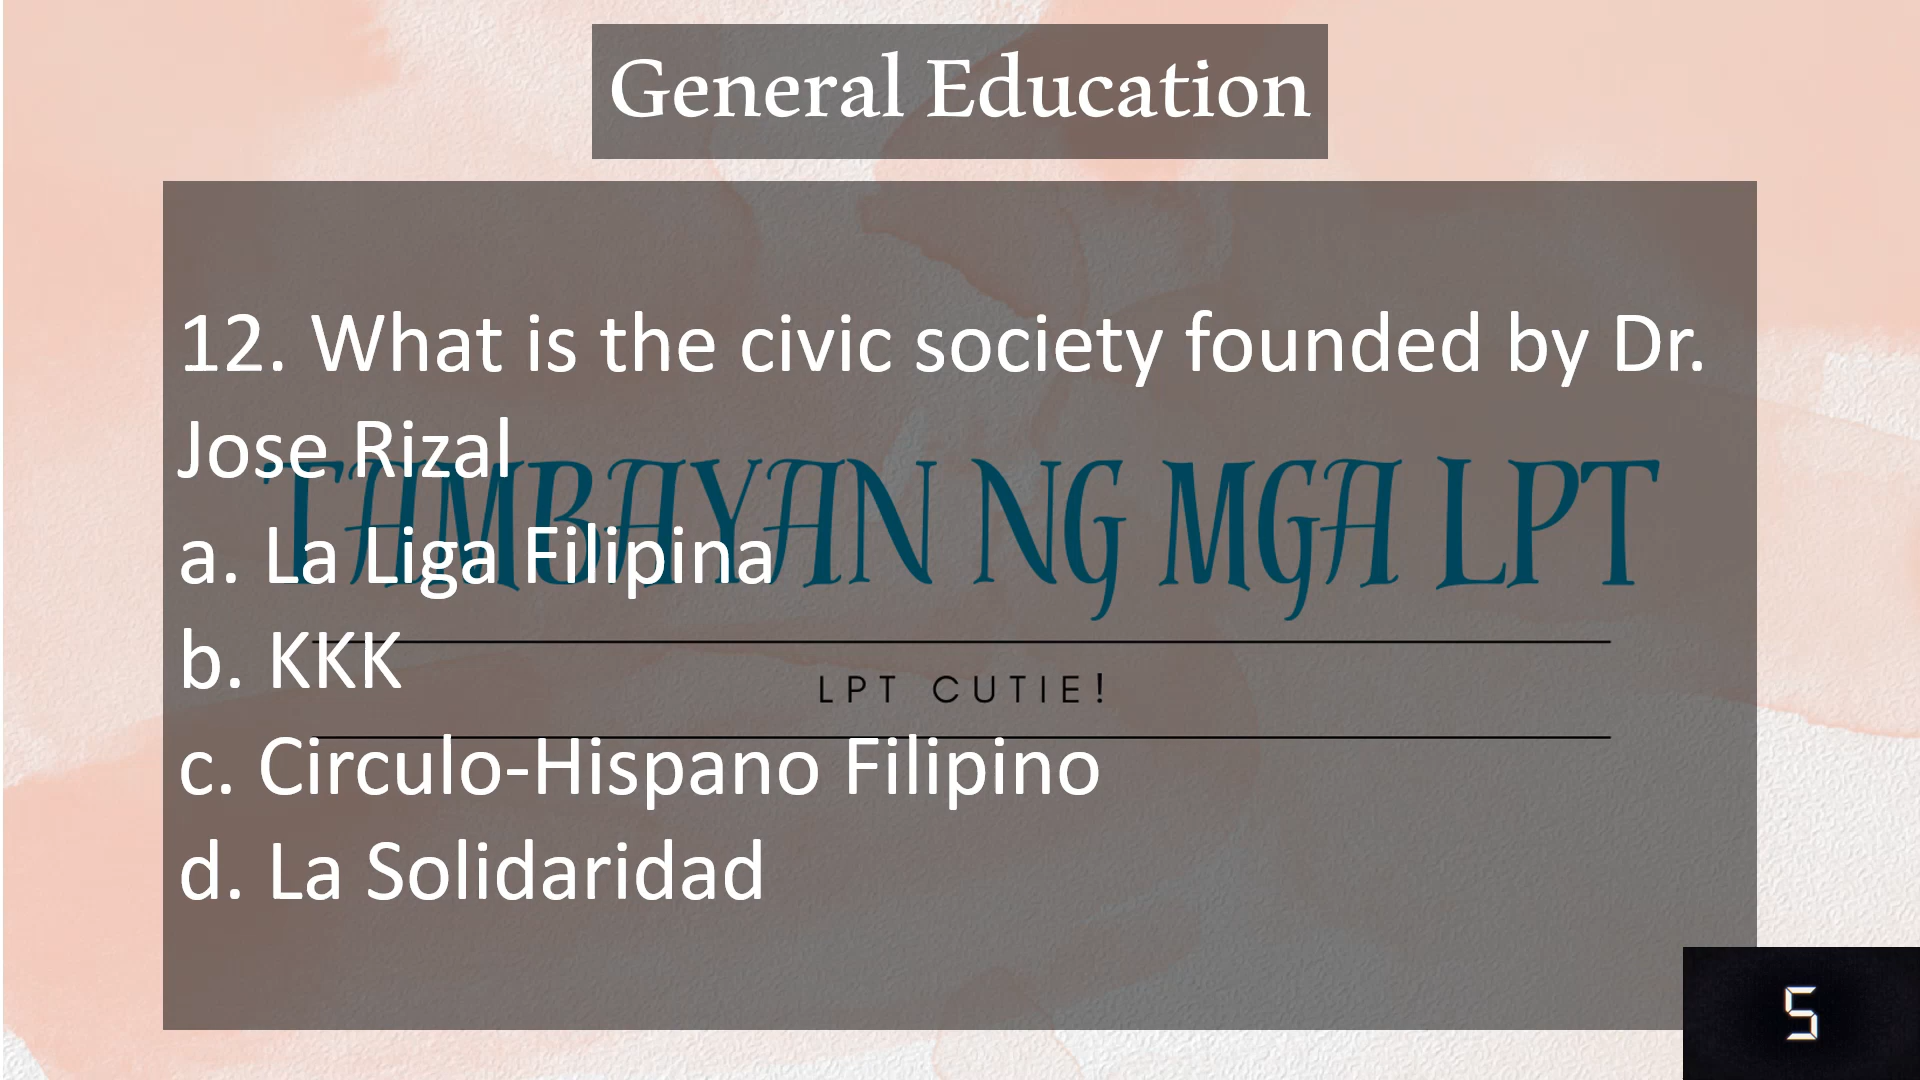 General Education
12. What is the civic society founded by Dr.
Jose Rizal
TAMBAYAN NG MGA LPT
a. La Liga Filipina
b. KKK
LPT CUTIE!
c. Circulo-Hispano Filipino
d. La Solidaridad
5